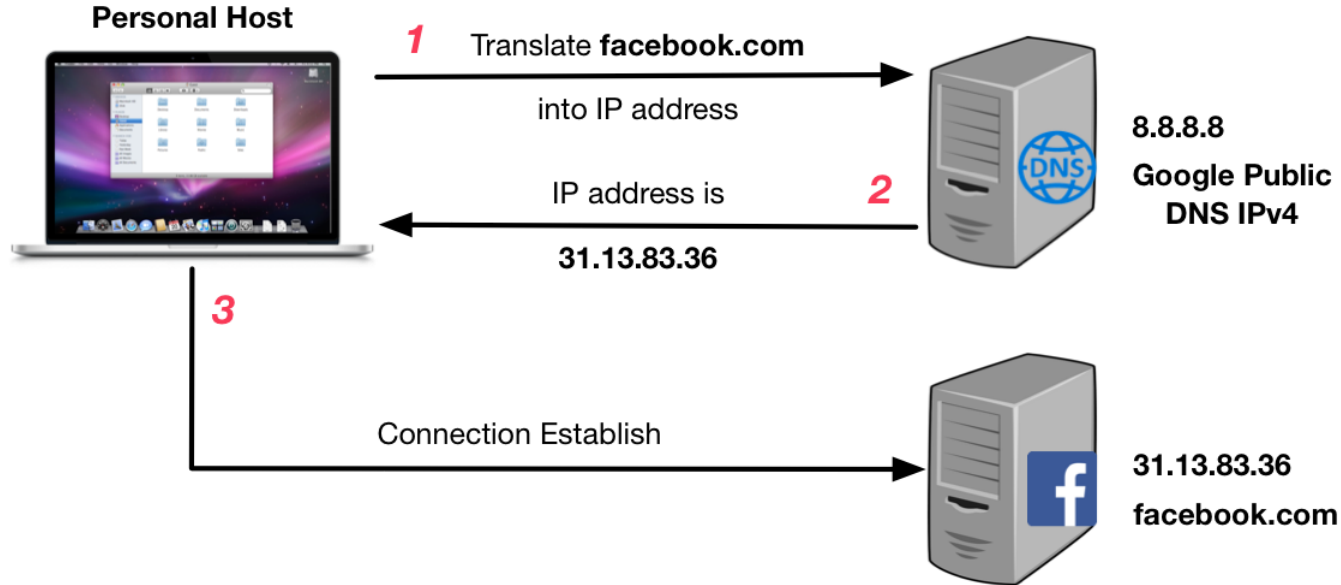 Personal Host
1
Translate facebook.com
into IP address
DNS
8.8.8.8
Google Public
DNS IPv4
IP address is
2
31.13.83.36
3
Connection Establish
f
31.13.83.36
facebook.com